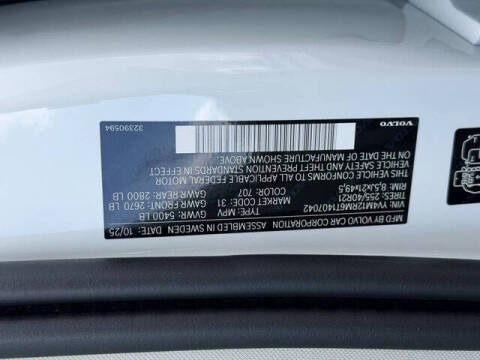 VOLVO
MFD BY VOLVO CAR CORPORATION
ASSEMBLED IN SWEDEN 10/25
VIN: YV4M12RM6T1407042
TYPE: MPV GVWR: 5400 LB
TIRES: 255/40R21
MARKET CODE: 31 GAWR FRONT: 2670 LB
RIM: 8,5Jx21x49,5
COLOR: 707 GAWR REAR: 2800 LB
THIS VEHICLE CONFORMS TO ALL APPLICABLE FEDERAL MOTOR
VEHICLE SAFETY AND THEFT PREVENTION STANDARDS IN EFFECT
ON THE DATE OF MANUFACTURE SHOWN ABOVE.
32390594